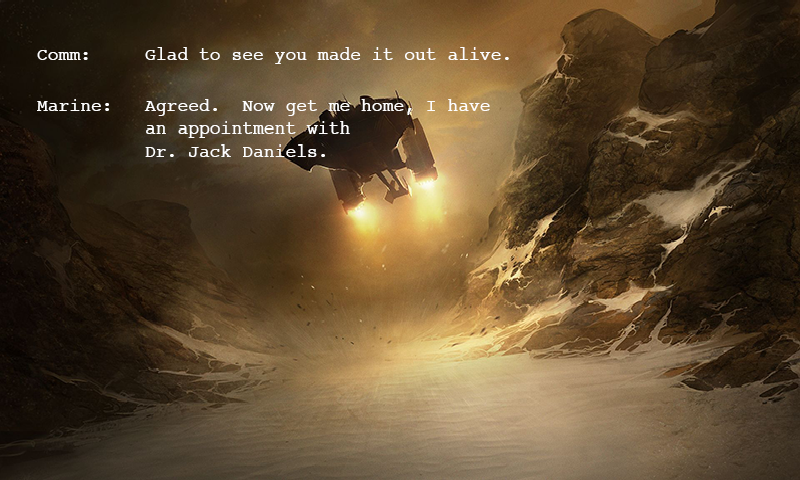 Comm: Glad to see you made it out alive.
Marine: Agreed. Now get me home, I have
an appointment with
Dr. Jack Daniels.